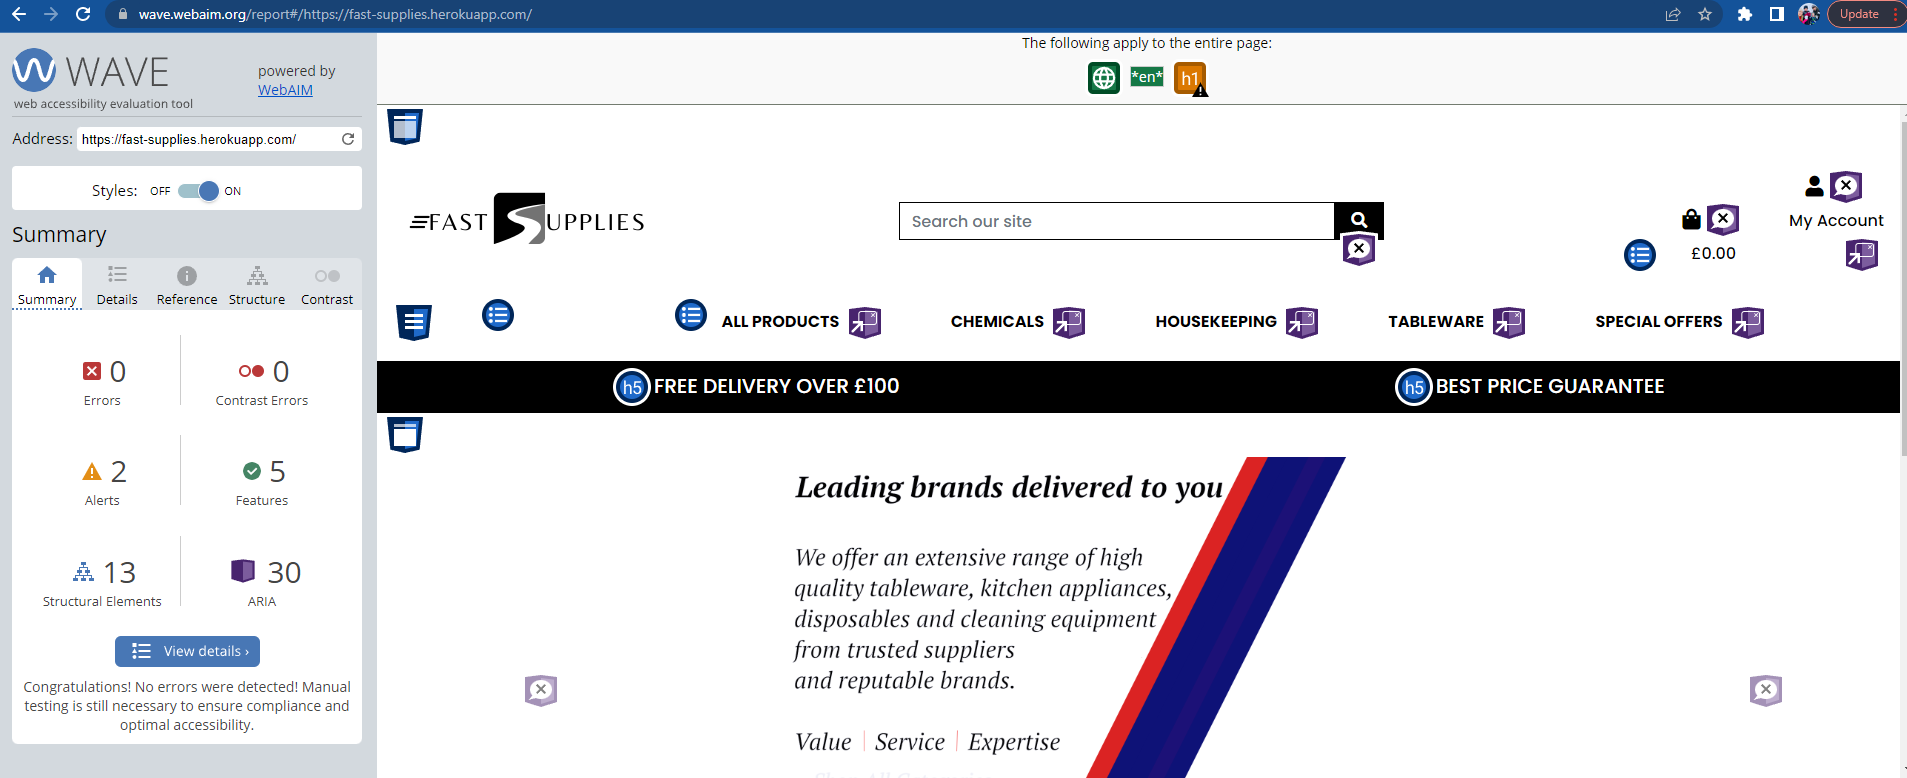 wave.webaim.org/report#/https://fast-supplies.herokuapp.com/
Update
WAVE
web accessibility evaluation tool
powered by
WebAIM
Address: https://fast-supplies.herokuapp.com/
Styles: OFF ON
Summary
Summary Details Reference Structure Contrast
0 Errors
0 Contrast Errors
2 Alerts
5 Features
13 Structural Elements
30 ARIA
View details ›
Congratulations! No errors were detected! Manual
testing is still necessary to ensure compliance and
optimal accessibility.
The following apply to the entire page:
*en* h1
FAST SUPPLIES
Search our site
£0.00
My Account
ALL PRODUCTS CHEMICALS HOUSEKEEPING TABLEWARE SPECIAL OFFERS
h5 FREE DELIVERY OVER £100
h5 BEST PRICE GUARANTEE
Leading brands delivered to you
We offer an extensive range of high
quality tableware, kitchen appliances,
disposables and cleaning equipment
from trusted suppliers
and reputable brands.
Value | Service | Expertise